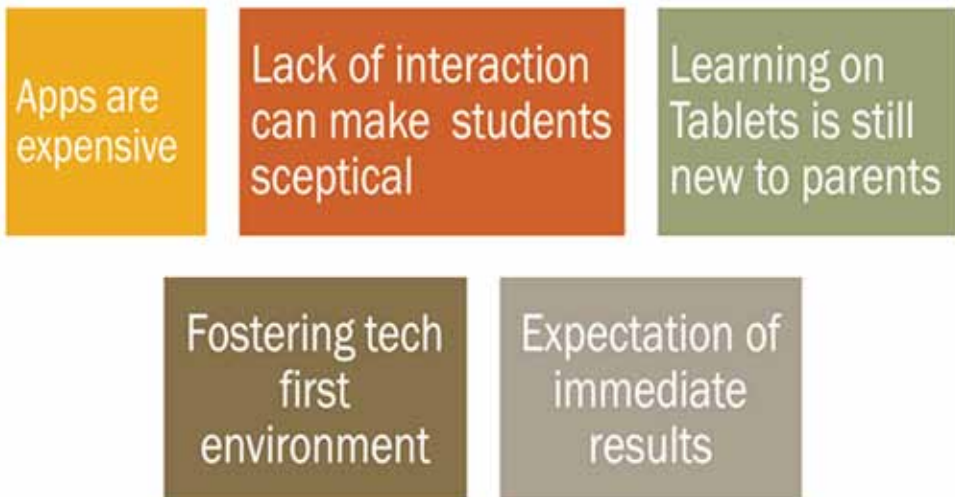 Apps are
expensive
Lack of interaction
can make students
sceptical
Learning on
Tablets is still
new to parents
Fostering tech
first
environment
Expectation of
immediate
results